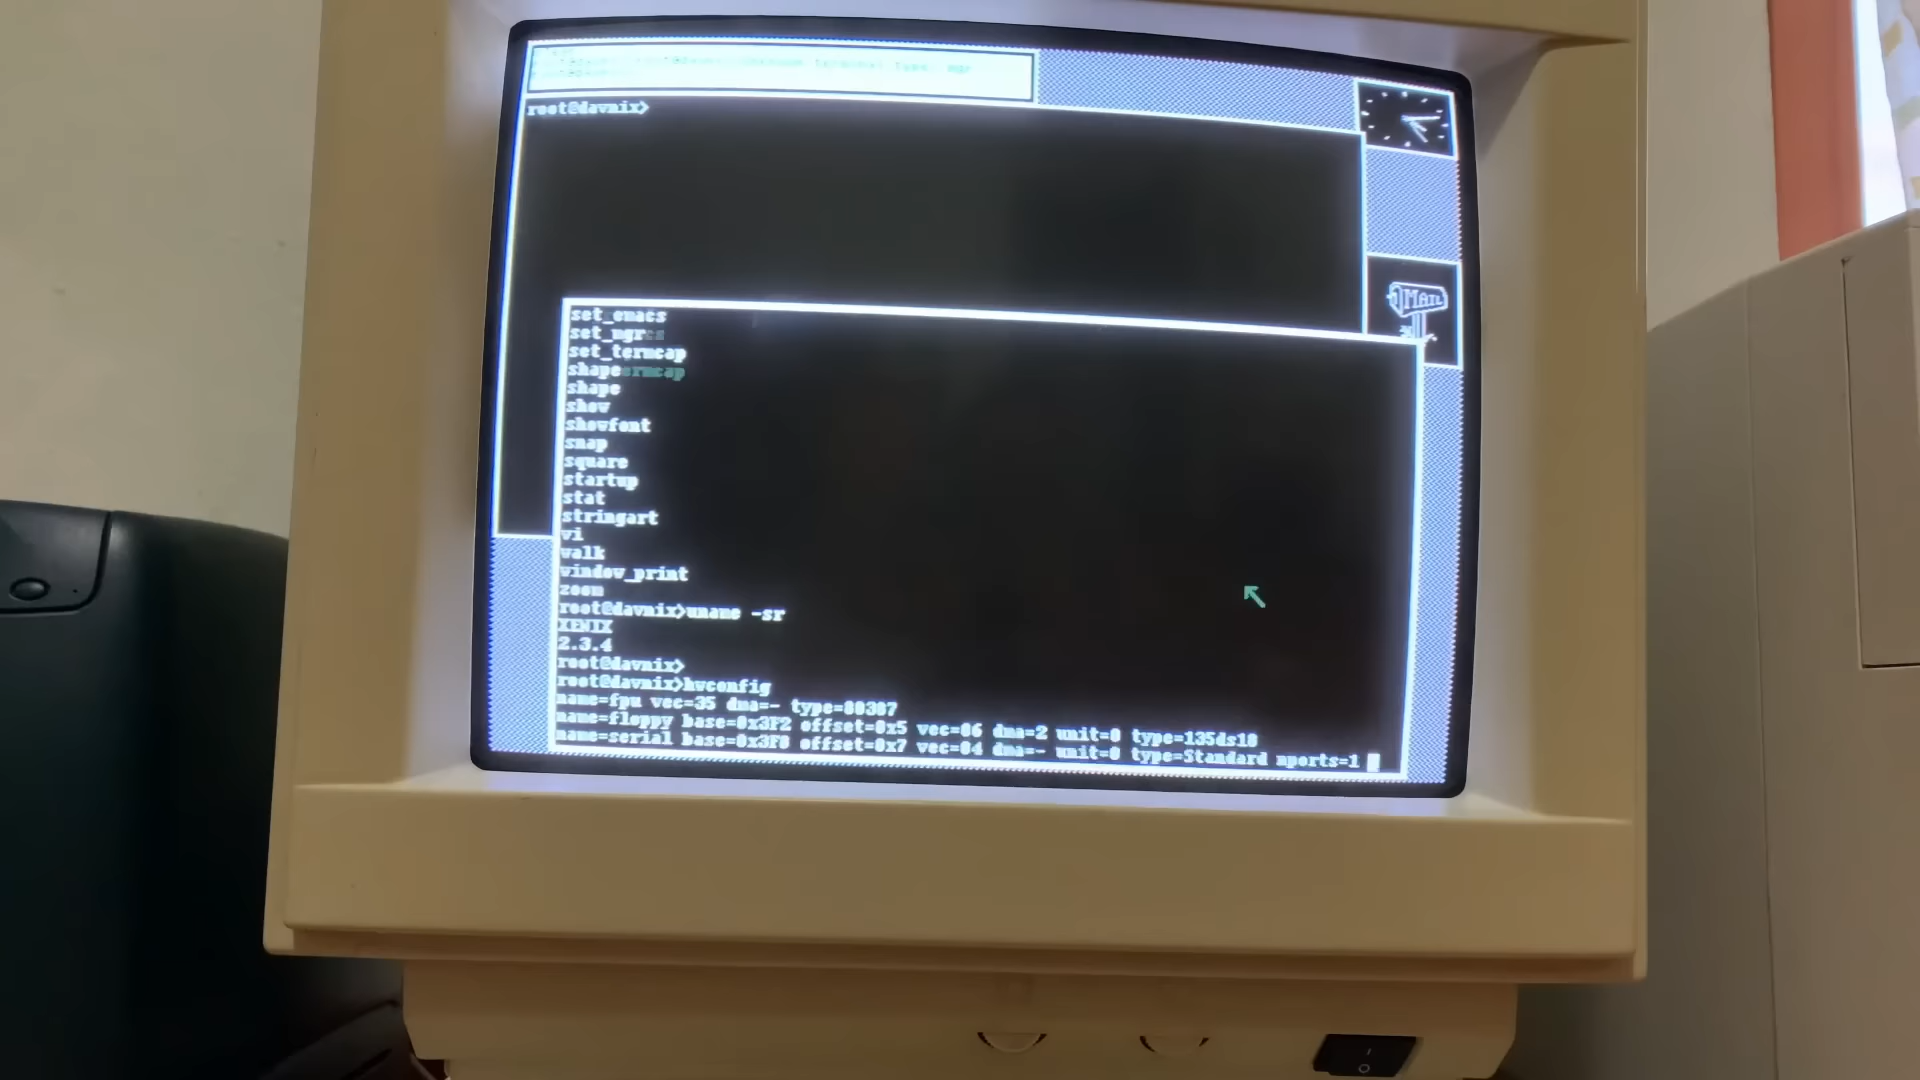 root@davnix>
MAIL
set_emacs
set_mgr
set_termcap
shape
shape
show
showfont
snap
square
startup
stat
stringart
vi
walk
window_print
zoom
root@davnix>uname -sr
XENIX
2.3.4
root@davnix>
root@davnix>hwconfig
name=fpu vec=35 dma=- type=80387
name=floppy base=0x3F2 offset=0x5 vec=06 dma=2 unit=0 type=135ds18
name=serial base=0x3F8 offset=0x7 vec=04 dma=- unit=0 type=Standard nports=1